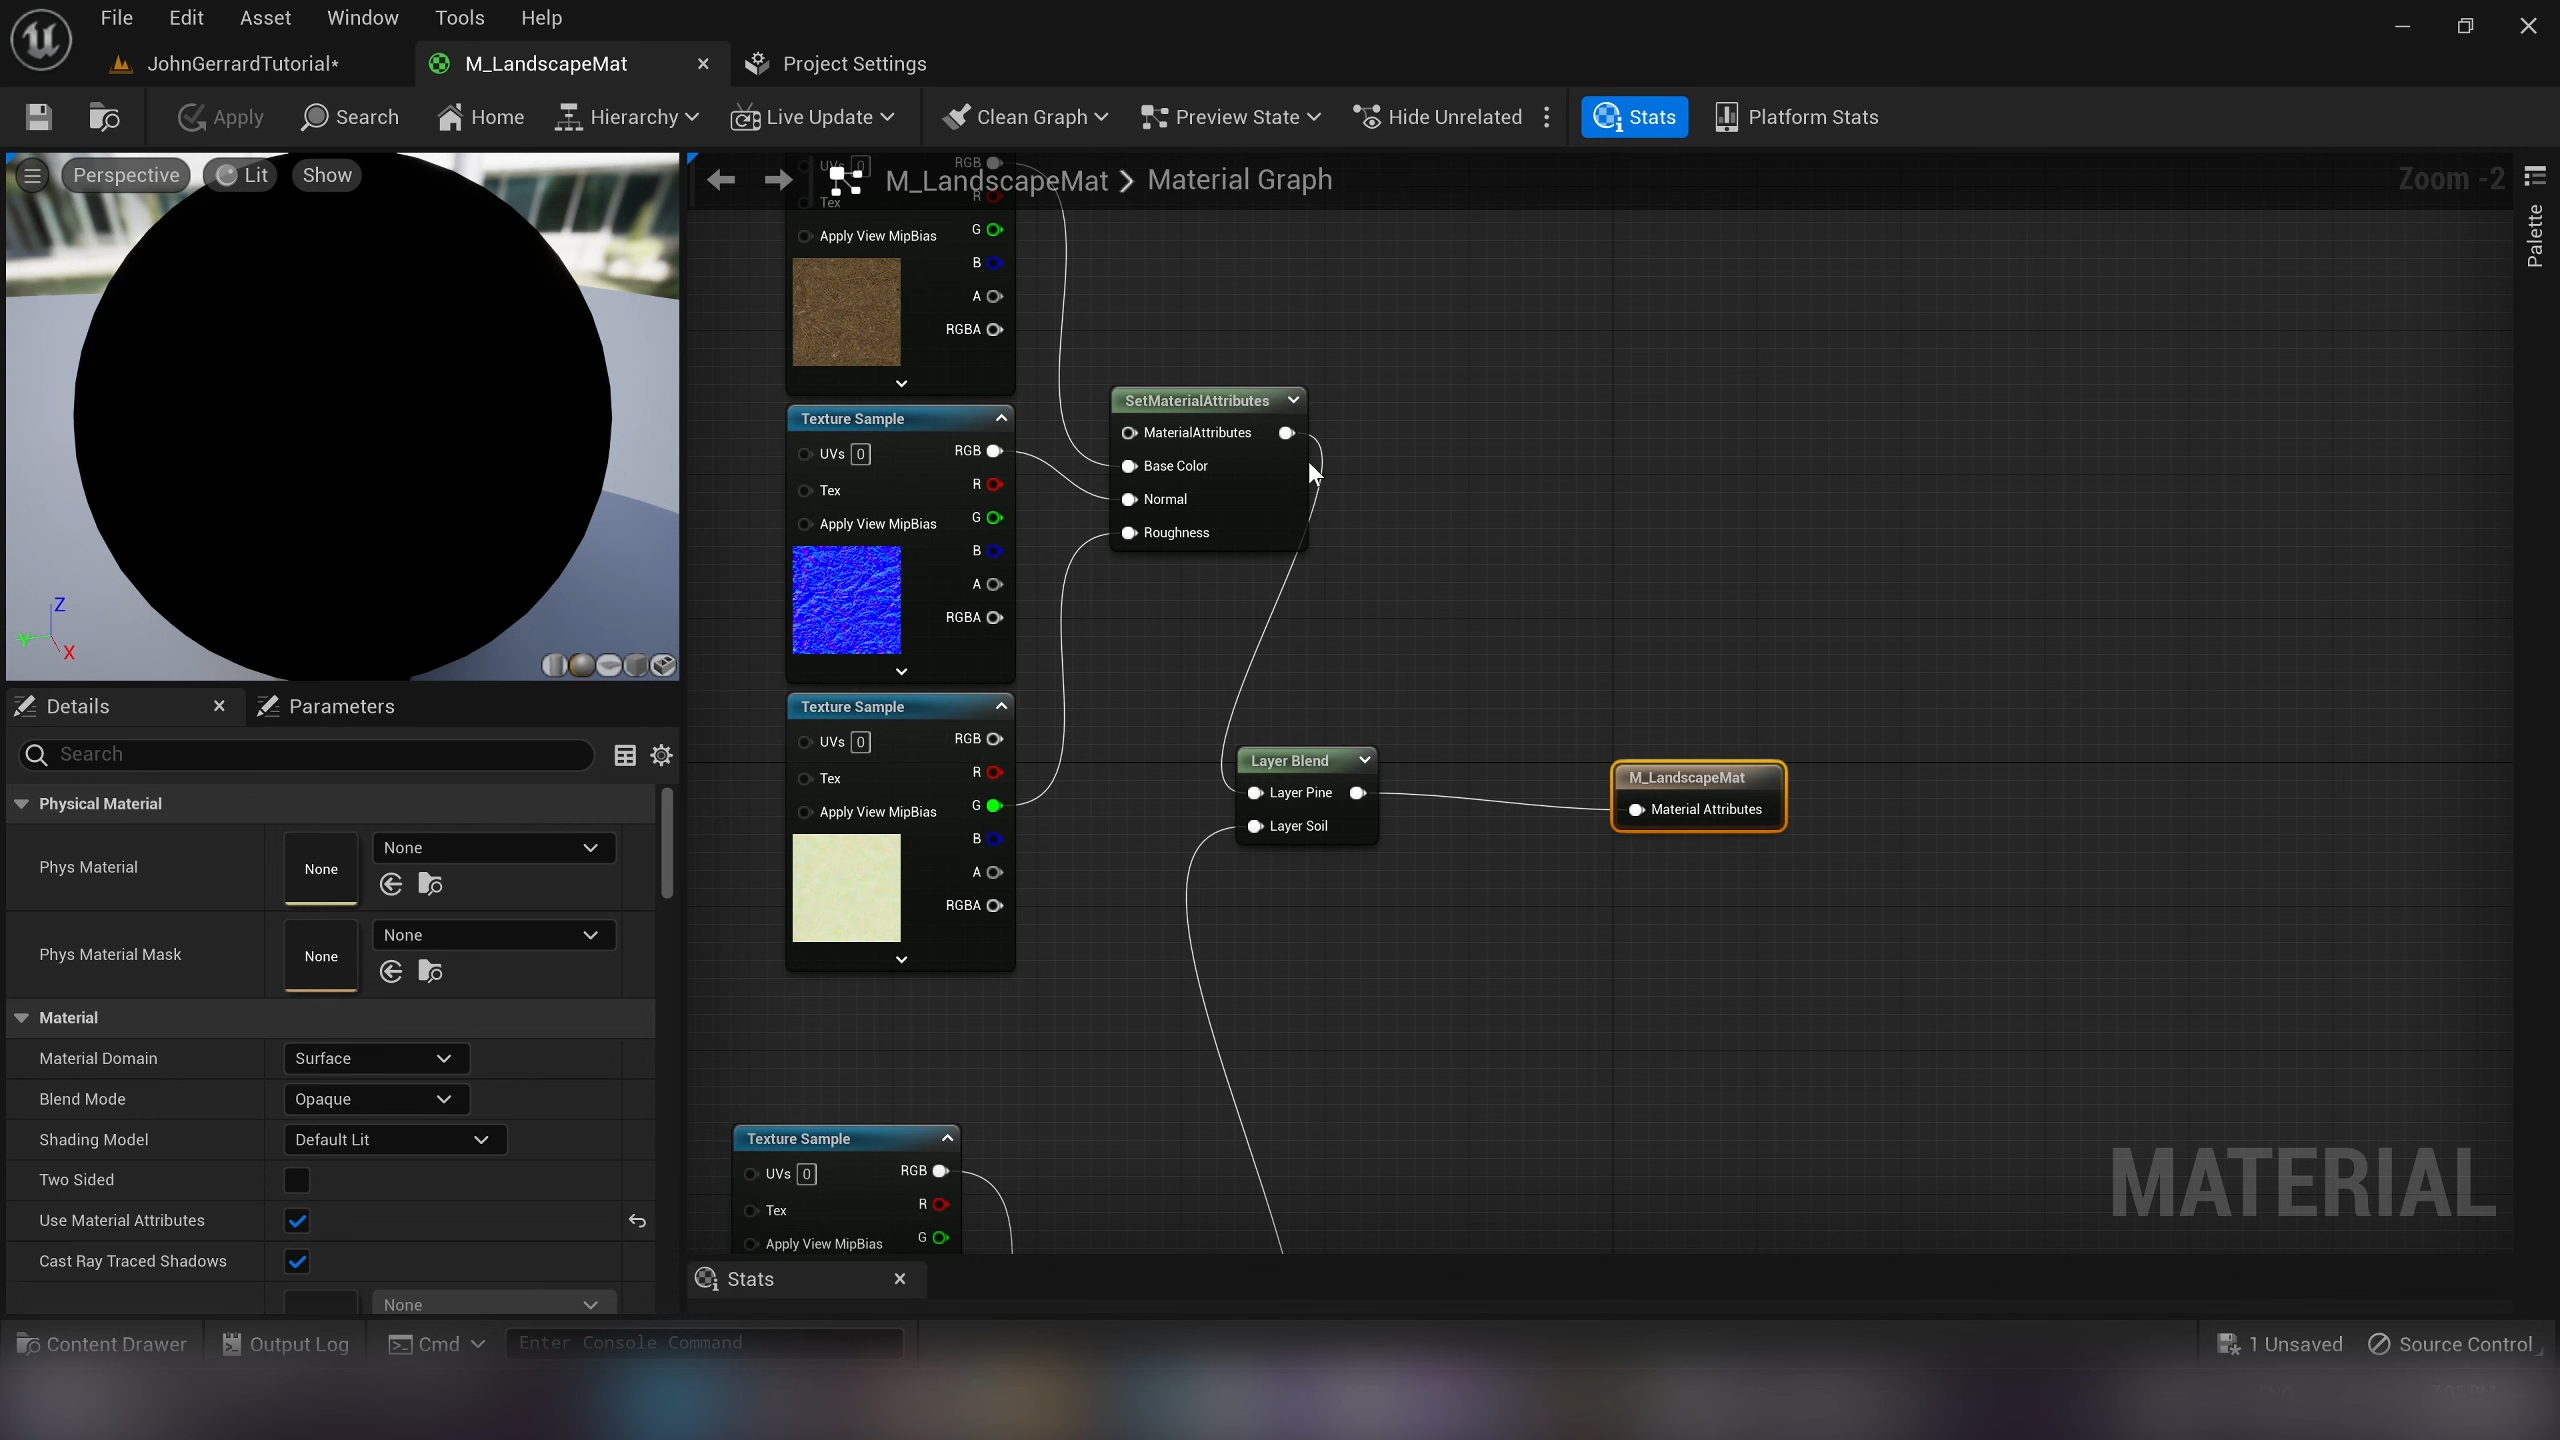 File Edit Asset Window Tools Help
JohnGerrardTutorial* M_LandscapeMat Project Settings
Apply Search Home Hierarchy Live Update Clean Graph Preview State Hide Unrelated Stats Platform Stats
Perspective Lit Show
M_LandscapeMat > Material Graph
Zoom -2
Palette
UVs 0 RGB
Tex R
Apply View MipBias G
B
A
RGBA
Texture Sample
UVs 0 RGB
Tex R
Apply View MipBias G
B
A
RGBA
Texture Sample
UVs 0 RGB
Tex R
Apply View MipBias G
B
A
RGBA
SetMaterialAttributes
MaterialAttributes
Base Color
Normal
Roughness
Layer Blend
Layer Pine
Layer Soil
M_LandscapeMat
Material Attributes
Texture Sample
UVs 0 RGB
Tex R
Apply View MipBias G
MATERIAL
Z
Y
X
Details Parameters
Search
Physical Material
Phys Material None None
Phys Material Mask None None
Material
Material Domain Surface
Blend Mode Opaque
Shading Model Default Lit
Two Sided
Use Material Attributes
Cast Ray Traced Shadows
None
Stats
Content Drawer Output Log Cmd Enter Console Command 1 Unsaved Source Control